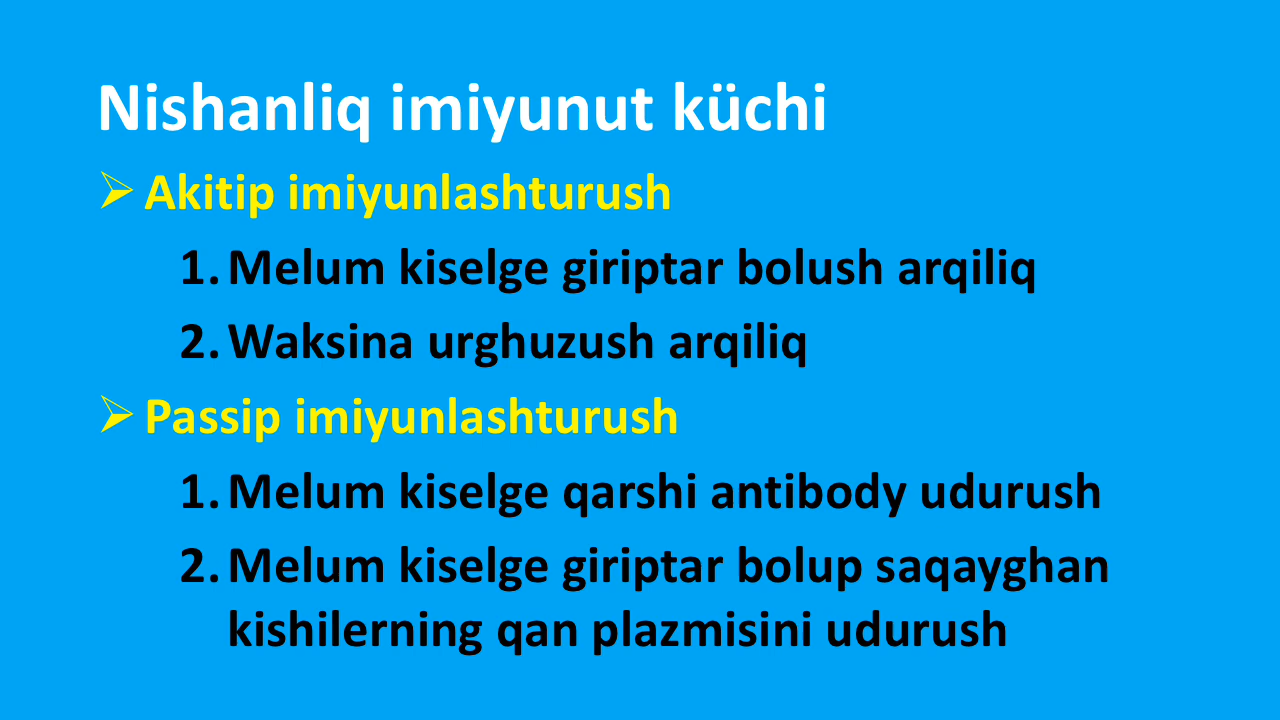 Nishanliq imiyunut küchi
➢ Akitip imiyunlashturush
1. Melum kiselge giriptar bolush arqiliq
2. Waksina urghuzush arqiliq
➢ Passip imiyunlashturush
1. Melum kiselge qarshi antibody udurush
2. Melum kiselge giriptar bolup saqayghan
kishilerning qan plazmisini udurush